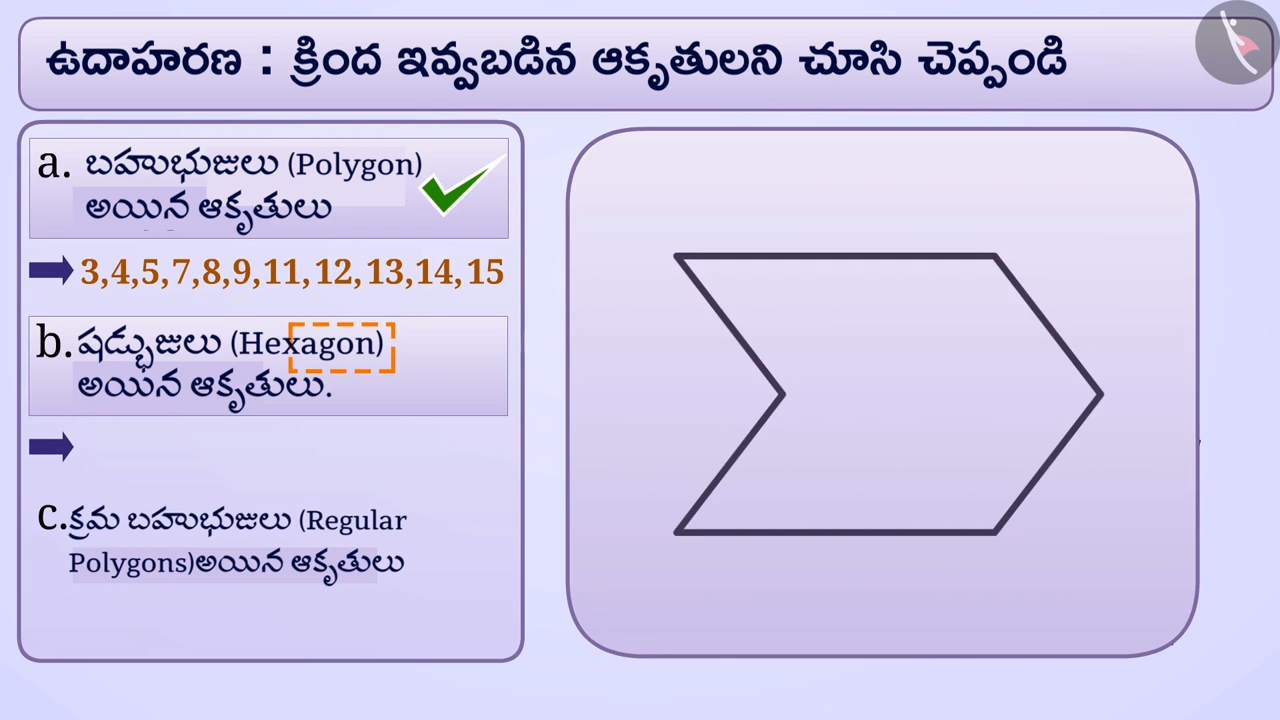 ఉదాహరణ : క్రింద ఇవ్వబడిన ఆకృతులని చూసి చెప్పండి
a. బహుభుజులు (Polygon)
అయిన ఆకృతులు
3,4,5,7,8,9,11,12,13,14,15
b. షడ్భుజులు (Hexagon)
అయిన ఆకృతులు.
c. క్రమ బహుభుజులు (Regular
Polygons)అయిన ఆకృతులు